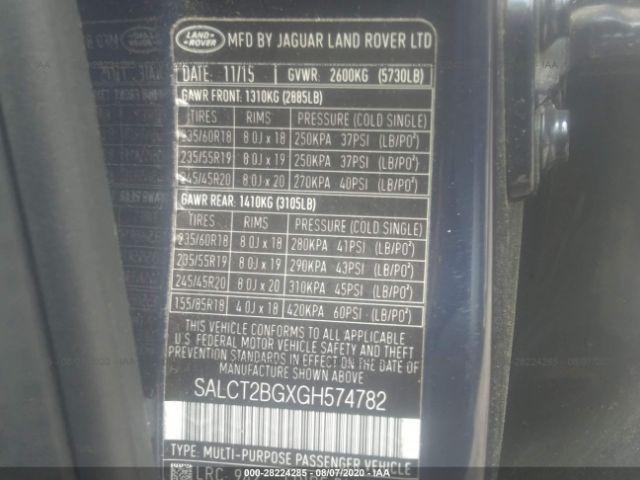 LAND ROVER MFD BY JAGUAR LAND ROVER LTD
DATE: 11/15 GVWR: 2600KG (5730LB)
GAWR FRONT: 1310KG (2885LB)
TIRES RIMS PRESSURE (COLD SINGLE)
235/60R18 8.0J x 18 250KPA 37PSI (LB/PO²)
235/55R19 8.0J x 19 250KPA 37PSI (LB/PO²)
245/45R20 8.0J x 20 270KPA 40PSI (LB/PO²)
GAWR REAR: 1410KG (3105LB)
TIRES RIMS PRESSURE (COLD SINGLE)
235/60R18 8.0J x 18 280KPA 41PSI (LB/PO²)
235/55R19 8.0J x 19 290KPA 43PSI (LB/PO²)
245/45R20 8.0J x 20 310KPA 45PSI (LB/PO²)
155/85R18 4.0J x 18 420KPA 60PSI (LB/PO²)
THIS VEHICLE CONFORMS TO ALL APPLICABLE
U.S FEDERAL MOTOR VEHICLE SAFETY AND THEFT
PREVENTION STANDARDS IN EFFECT ON THE DATE OF
MANUFACTURE SHOWN ABOVE
SALCT2BGXGH574782
TYPE: MULTI-PURPOSE PASSENGER VEHICLE
LRC
000-28224285 - 08/07/2020 - IAA